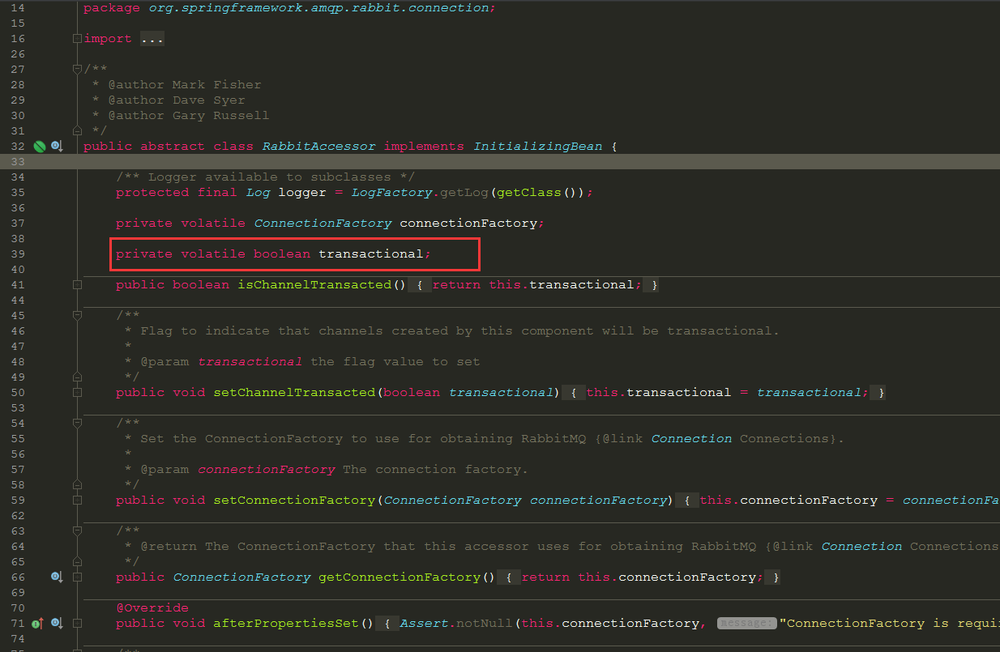 14 package org.springframework.amqp.rabbit.connection;
15
16 import ...
26
27 /**
28 * @author Mark Fisher
29 * @author Dave Syer
30 * @author Gary Russell
31 */
32 public abstract class RabbitAccessor implements InitializingBean {
33
34 /** Logger available to subclasses */
35 protected final Log logger = LogFactory.getLog(getClass());
36
37 private volatile ConnectionFactory connectionFactory;
38
39 private volatile boolean transactional;
40
41 public boolean isChannelTransacted() { return this.transactional; }
44
45 /**
46 * Flag to indicate that channels created by this component will be transactional.
47 *
48 * @param transactional the flag value to set
49 */
50 public void setChannelTransacted(boolean transactional) { this.transactional = transactional; }
53
54 /**
55 * Set the ConnectionFactory to use for obtaining RabbitMQ {@link Connection Connections}.
56 *
57 * @param connectionFactory The connection factory.
58 */
59 public void setConnectionFactory(ConnectionFactory connectionFactory) { this.connectionFactory = connectionFa
62
63 /**
64 * @return The ConnectionFactory that this accessor uses for obtaining RabbitMQ {@link Connection Connections
65 */
66 public ConnectionFactory getConnectionFactory() { return this.connectionFactory; }
69
70 @Override
71 public void afterPropertiesSet() { Assert.notNull(this.connectionFactory, message: "ConnectionFactory is requi
74
/**